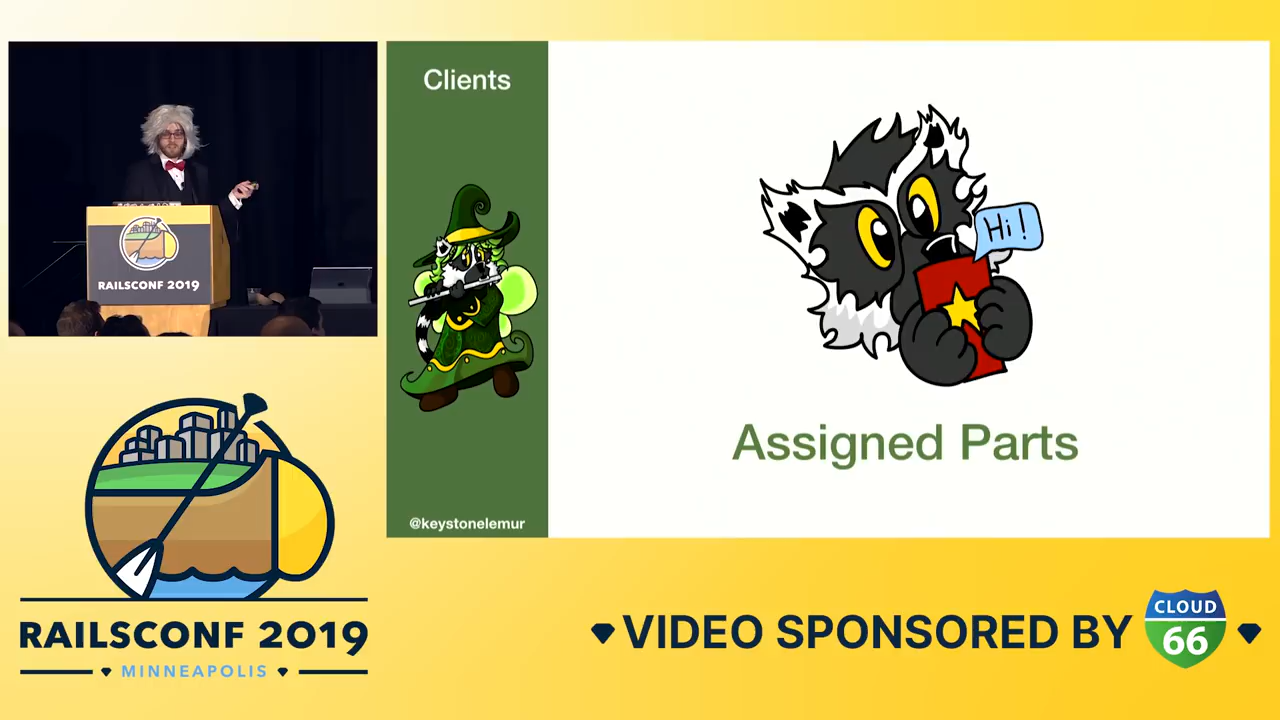 Clients
Hi!
Assigned Parts
@keystonelemur
RAILSCONF 2019
RAILSCONF 2019
MINNEAPOLIS
VIDEO SPONSORED BY
CLOUD
66